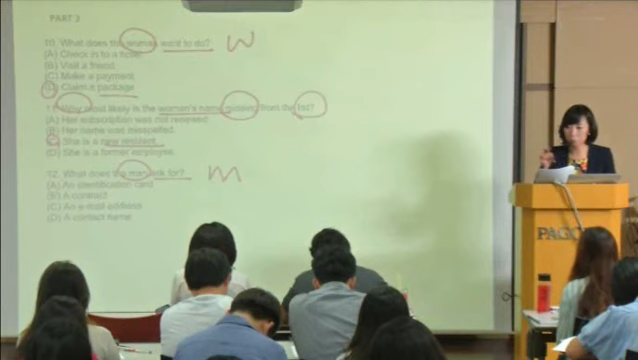 PART 3
10. What does the woman want to do? W
(A) Check in to a hotel
(B) Visit a friend
(C) Make a payment
(D) Claim a package
11. Why most likely is the woman's name missing from the list?
(A) Her subscription was not renewed.
(B) Her name was misspelled.
(C) She is a new resident.
(D) She is a former employee.
12. What does the man ask for? M
(A) An identification card
(B) A contract
(C) An e-mail address
(D) A contact name
PAGO